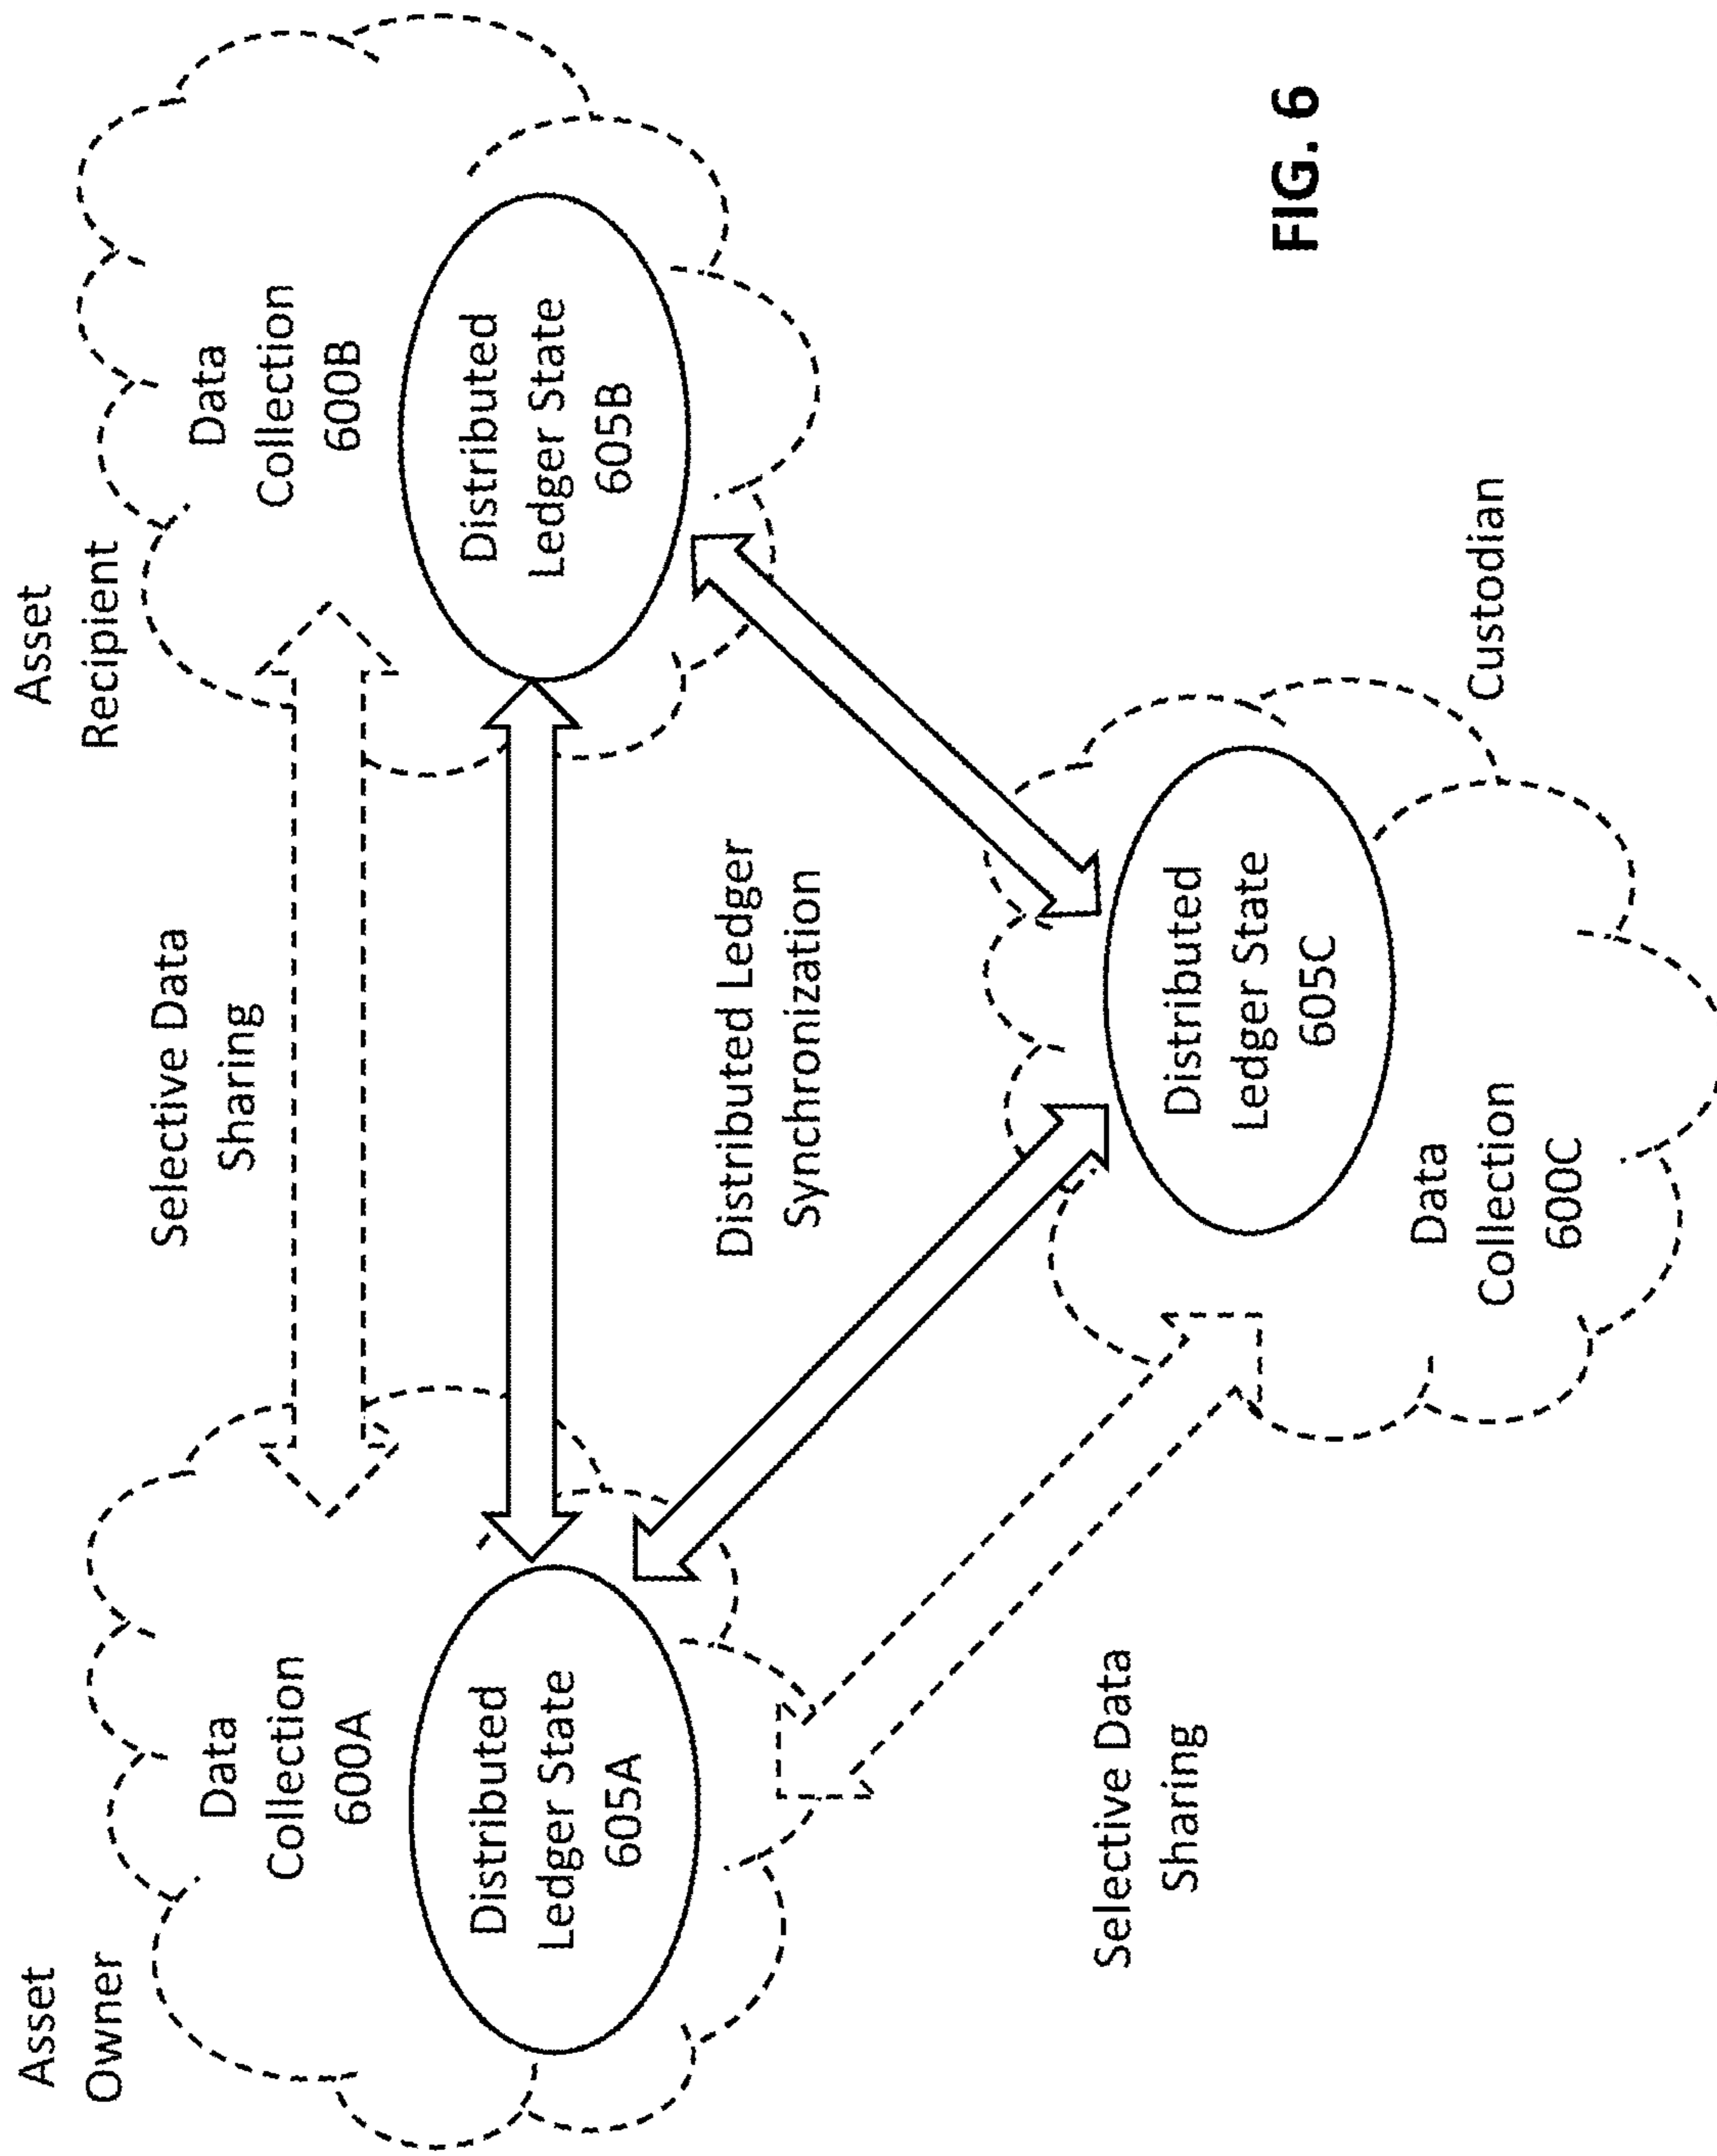 Asset
Owner
Data
Collection
600A
Distributed
Ledger State
605A
Selective Data
Sharing
Asset
Recipient
Data
Collection
600B
Distributed
Ledger State
605B
Distributed Ledger
Synchronization
Selective Data
Sharing
Distributed
Ledger State
605C
Data
Collection
600C
Custodian
FIG. 6